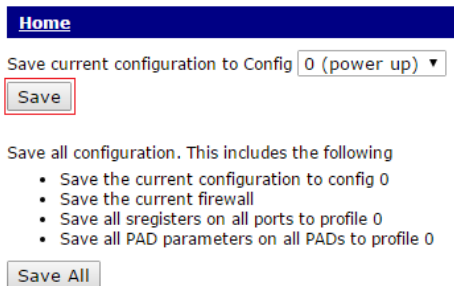 Home
Save current configuration to Config 0 (power up) ▼
Save
Save all configuration. This includes the following
• Save the current configuration to config 0
• Save the current firewall
• Save all sregisters on all ports to profile 0
• Save all PAD parameters on all PADs to profile 0
Save All